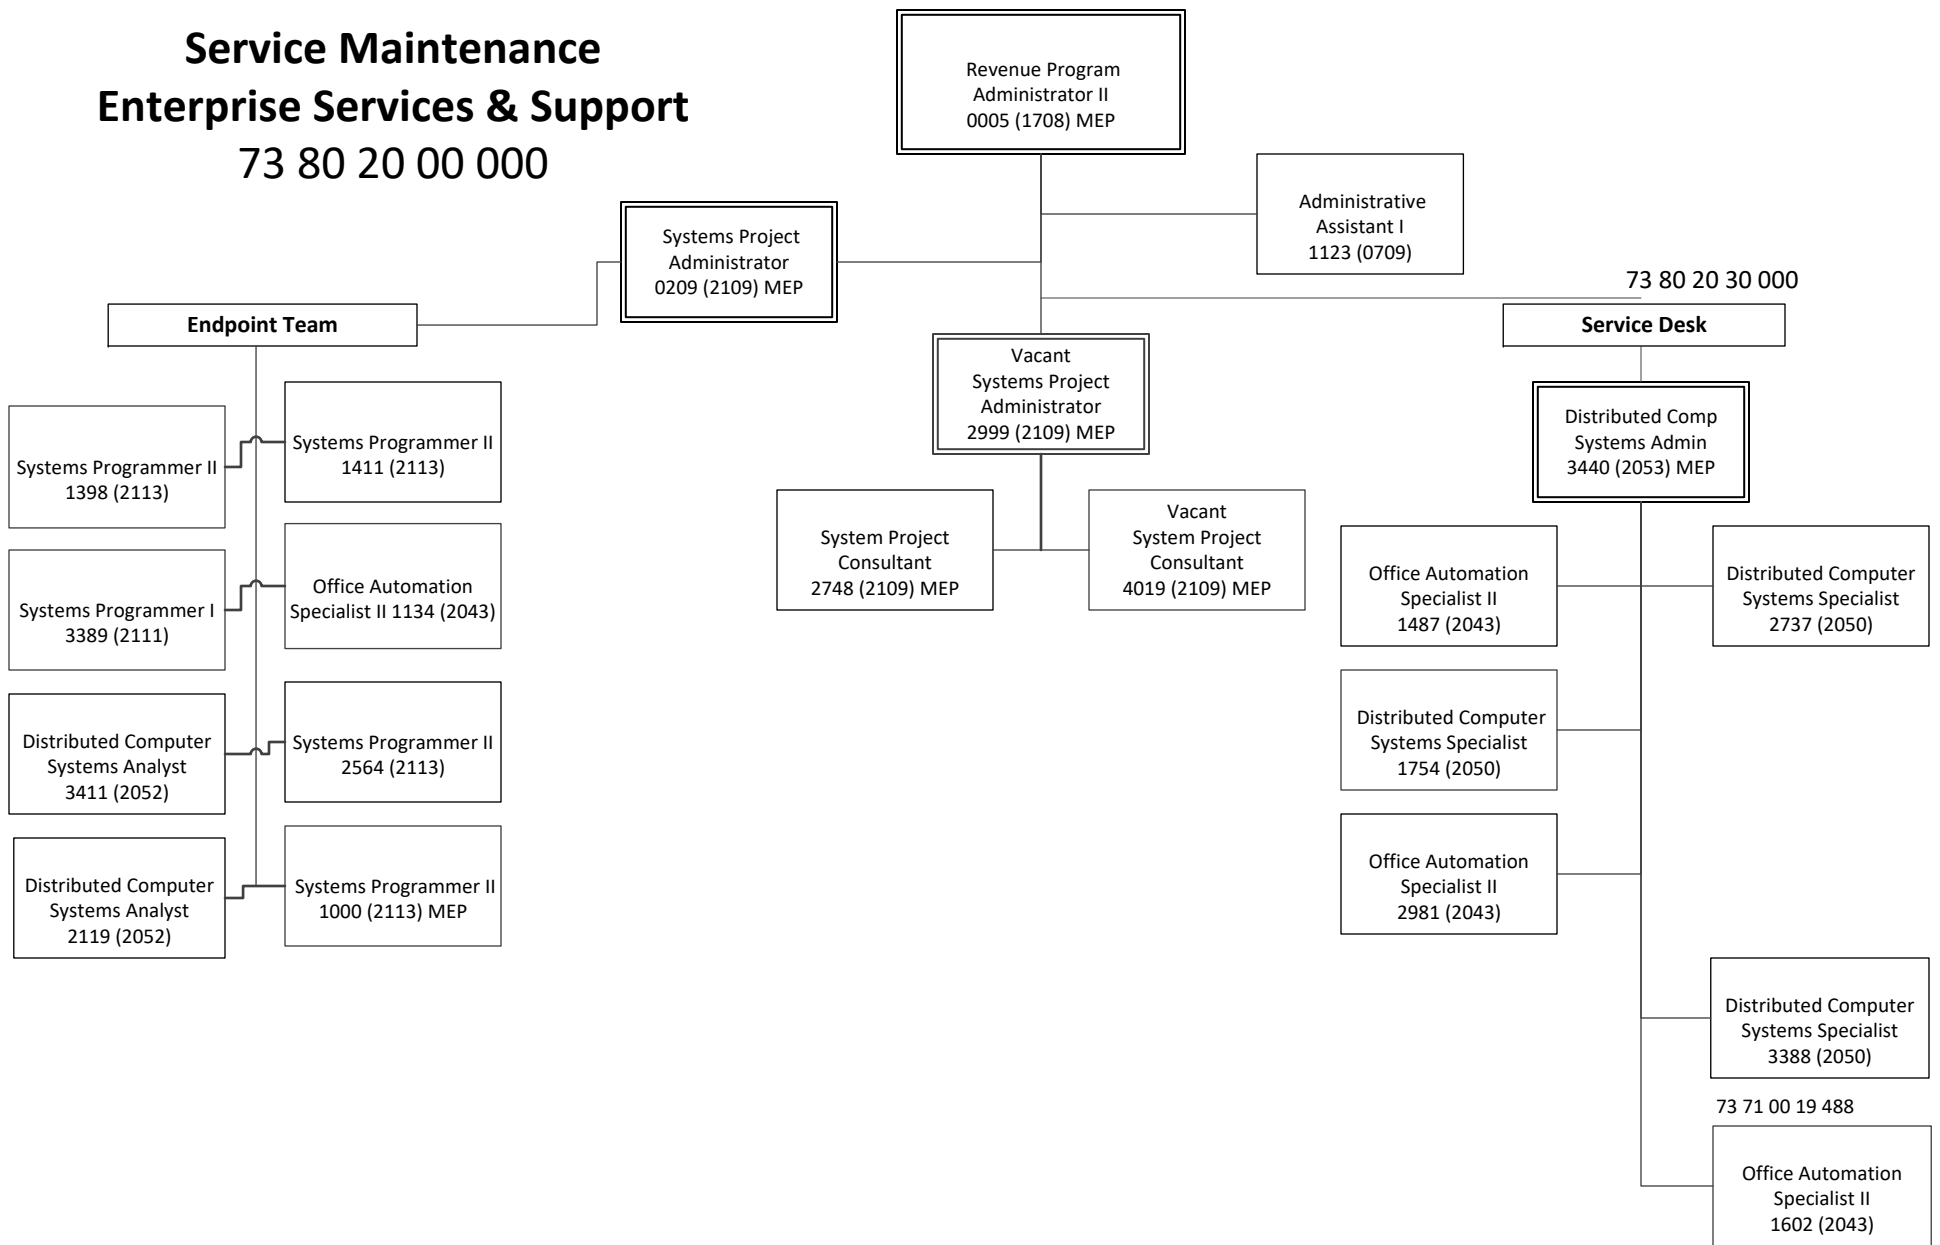 Service Maintenance
Enterprise Services & Support
73 80 20 00 000
Revenue Program
Administrator II
0005 (1708) MEP
Administrative
Assistant I
1123 (0709)
Systems Project
Administrator
0209 (2109) MEP
73 80 20 30 000
Endpoint Team
Service Desk
Vacant
Systems Project
Administrator
2999 (2109) MEP
Distributed Comp
Systems Admin
3440 (2053) MEP
Systems Programmer II
1398 (2113)
Systems Programmer II
1411 (2113)
System Project
Consultant
2748 (2109) MEP
Vacant
System Project
Consultant
4019 (2109) MEP
Office Automation
Specialist II
1487 (2043)
Distributed Computer
Systems Specialist
2737 (2050)
Systems Programmer I
3389 (2111)
Office Automation
Specialist II 1134 (2043)
Distributed Computer
Systems Specialist
1754 (2050)
Distributed Computer
Systems Analyst
3411 (2052)
Systems Programmer II
2564 (2113)
Office Automation
Specialist II
2981 (2043)
Distributed Computer
Systems Analyst
2119 (2052)
Systems Programmer II
1000 (2113) MEP
Distributed Computer
Systems Specialist
3388 (2050)
73 71 00 19 488
Office Automation
Specialist II
1602 (2043)